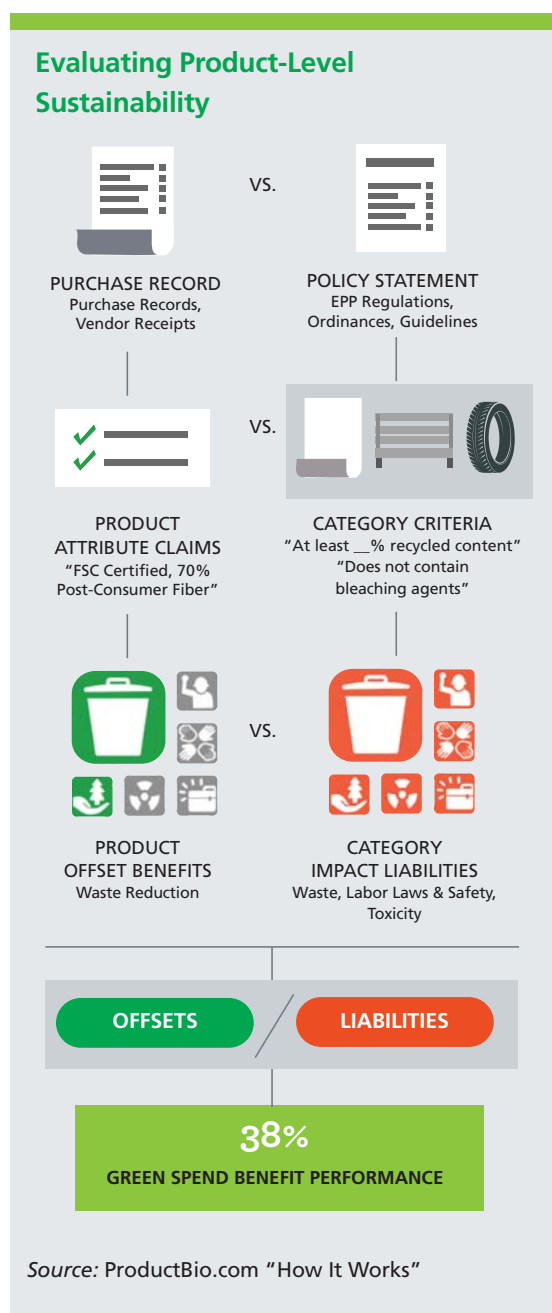 Evaluating Product-Level
Sustainability
VS.
PURCHASE RECORD
Purchase Records,
Vendor Receipts
POLICY STATEMENT
EPP Regulations,
Ordinances, Guidelines
VS.
PRODUCT
ATTRIBUTE CLAIMS
“FSC Certified, 70%
Post-Consumer Fiber”
CATEGORY CRITERIA
“At least __% recycled content”
“Does not contain
bleaching agents”
VS.
PRODUCT
OFFSET BENEFITS
Waste Reduction
CATEGORY
IMPACT LIABILITIES
Waste, Labor Laws & Safety,
Toxicity
OFFSETS / LIABILITIES
38%
GREEN SPEND BENEFIT PERFORMANCE
Source: ProductBio.com “How It Works”